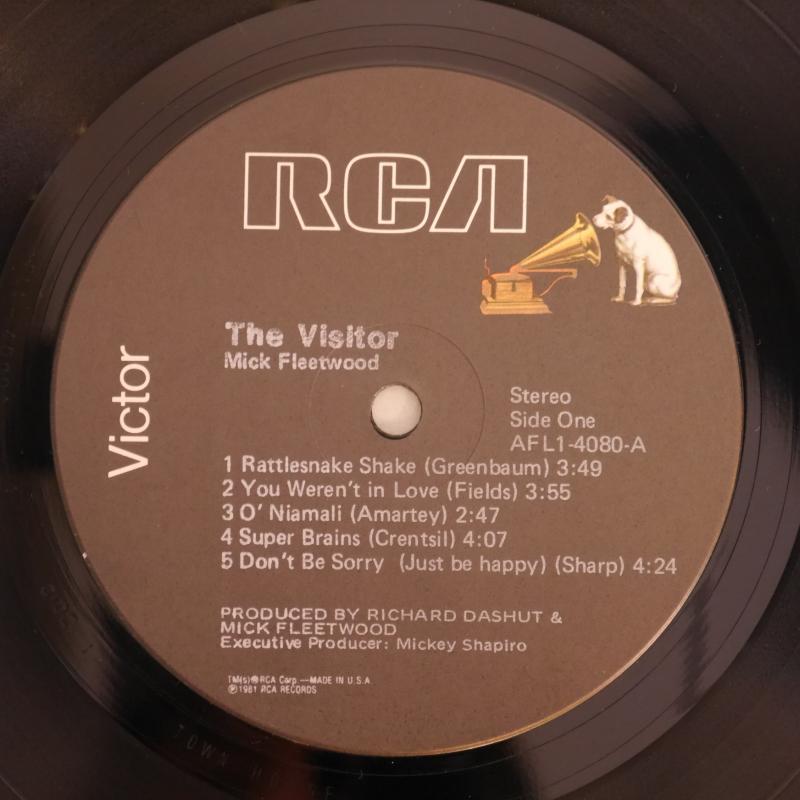 RCA
Victor
The Visitor
Mick Fleetwood
Stereo
Side One
AFL1-4080-A
1 Rattlesnake Shake (Greenbaum) 3:49
2 You Weren't in Love (Fields) 3:55
3 O' Niamali (Amartey) 2:47
4 Super Brains (Crentsil) 4:07
5 Don't Be Sorry (Just be happy) (Sharp) 4:24
PRODUCED BY RICHARD DASHUT &
MICK FLEETWOOD
Executive Producer: Mickey Shapiro
TM(s)®RCA Corp.—MADE IN U.S.A.
℗1981 RCA RECORDS